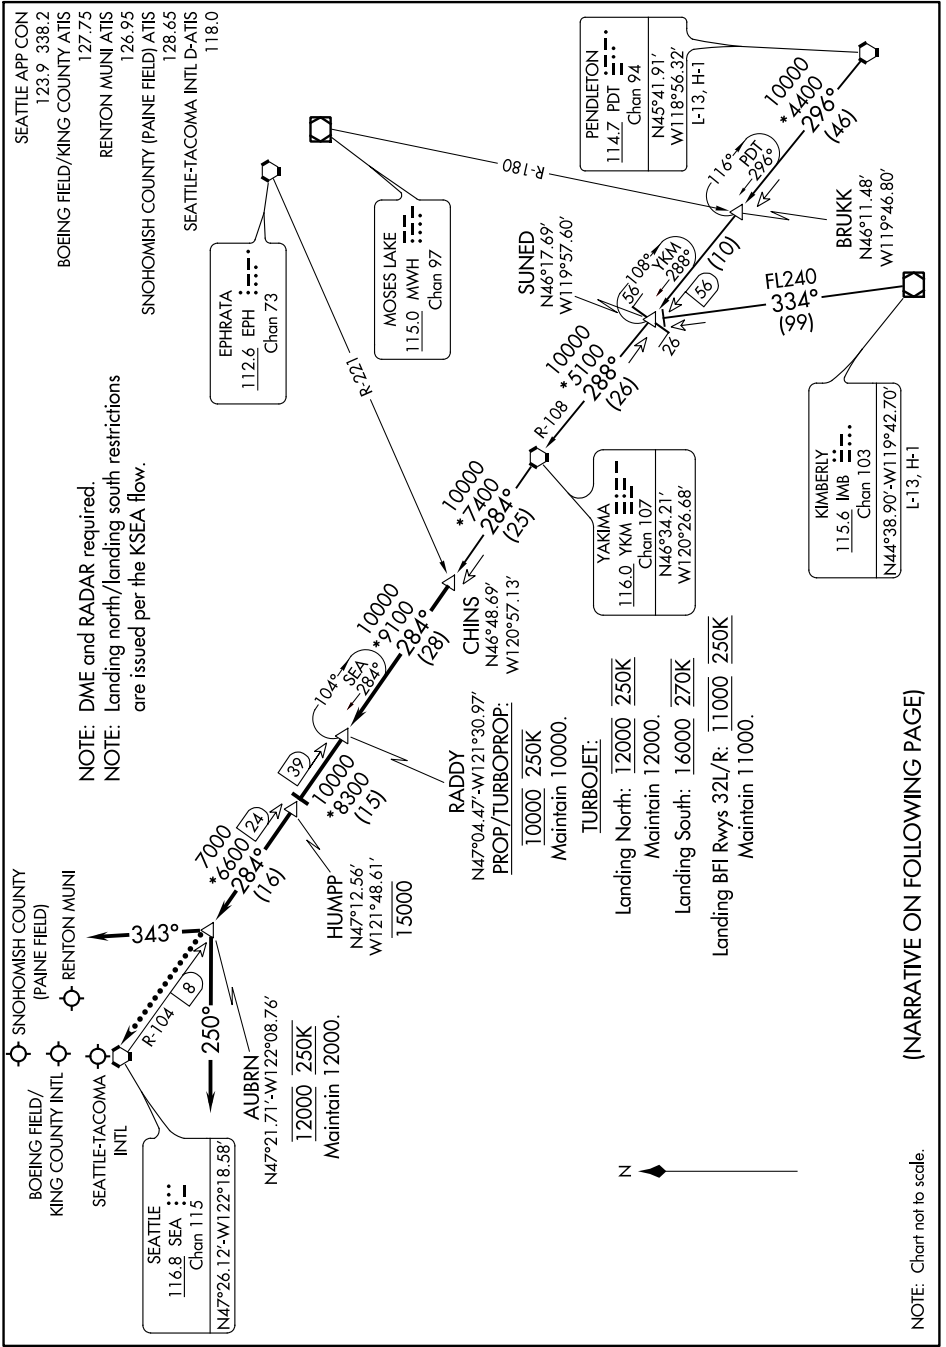 SEATTLE APP CON
123.9 338.2
BOEING FIELD/KING COUNTY ATIS
127.75
RENTON MUNI ATIS
126.95
SNOHOMISH COUNTY (PAINE FIELD) ATIS
128.65
SEATTLE-TACOMA INTL D-ATIS
118.0
NOTE: DME and RADAR required.
NOTE: Landing north/landing south restrictions
are issued per the KSEA flow.
SNOHOMISH COUNTY
(PAINE FIELD)
BOEING FIELD/
KING COUNTY INTL
RENTON MUNI
SEATTLE-TACOMA
INTL
SEATTLE
116.8 SEA
Chan 115
N47°26.12'-W122°18.58'
R-104
8
343°
250°
AUBRN
N47°21.71'-W122°08.76'
12000 250K
Maintain 12000.
7000
*6600
284°
(16)
24
HUMPP
N47°12.56'
W121°48.61'
15000
39
10000
*8300
(15)
104°
SEA
284°
RADDY
N47°04.47'-W121°30.97'
PROP/TURBOPROP:
10000 250K
Maintain 10000.
TURBOJET:
Landing North: 12000 250K
Maintain 12000.
Landing South: 16000 270K
Maintain 12000.
Landing BFI Rwys 32L/R: 11000 250K
Maintain 11000.
10000
*9100
284°
(28)
CHINS
N46°48.69'
W120°57.13'
EPHRATA
112.6 EPH
Chan 73
R-221
10000
*7400
284°
(25)
YAKIMA
116.0 YKM
Chan 107
N46°34.21'
W120°26.68'
R-108
10000
*5100
288°
(26)
MOSES LAKE
115.0 MWH
Chan 97
R-180
SUNED
N46°17.69'
W119°57.60'
56
108°
YKM
288°
56
26
(10)
FL240
334°
(99)
KIMBERLY
115.6 IMB
Chan 103
N44°38.90'-W119°42.70'
L-13, H-1
116°
PDT
296°
BRUKK
N46°11.48'
W119°46.80'
10000
*4400
296°
(46)
PENDLETON
114.7 PDT
Chan 94
N45°41.91'
W118°56.32'
L-13, H-1
N
(NARRATIVE ON FOLLOWING PAGE)
NOTE: Chart not to scale.